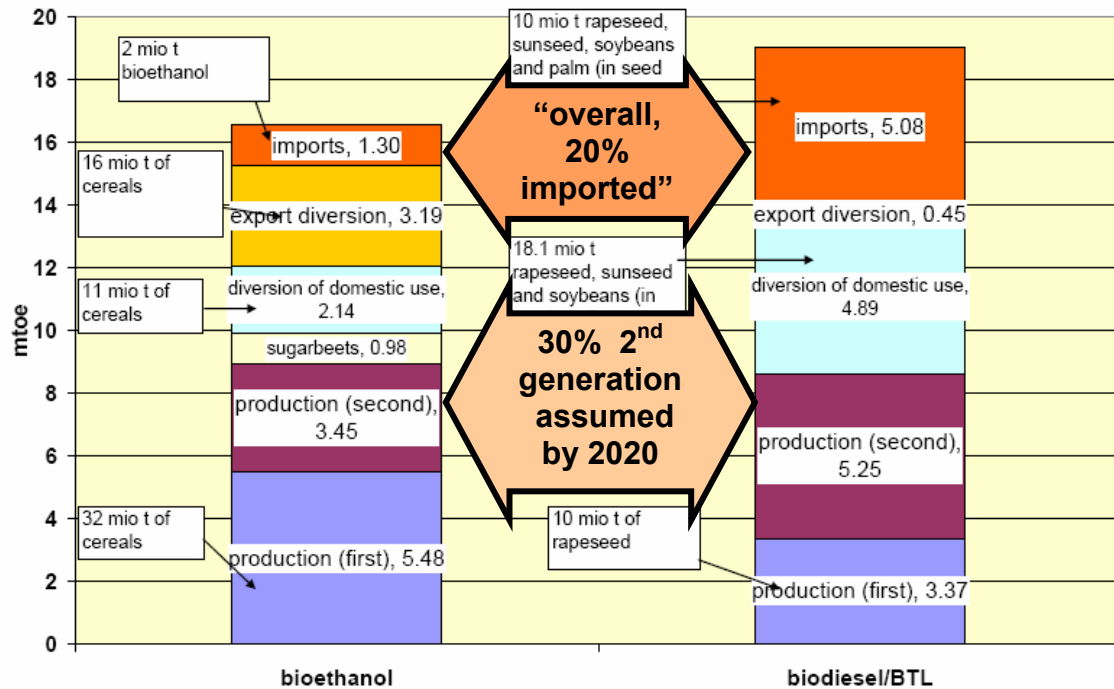 20
18
16
14
12
10
8
6
4
2
0
mtoe
2 mio t
bioethanol
16 mio t of
cereals
11 mio t of
cereals
32 mio t of
cereals
imports, 1.30
export diversion, 3.19
diversion of domestic use,
2.14
sugarbeets, 0.98
production (second),
3.45
production (first), 5.48
10 mio t rapeseed,
sunseed, soybeans
and palm (in seed
“overall,
20%
imported”
18.1 mio t
rapeseed, sunseed
and soybeans (in
30% 2nd
generation
assumed
by 2020
10 mio t of
rapeseed
imports, 5.08
export diversion, 0.45
diversion of domestic use,
4.89
production (second),
5.25
production (first), 3.37
bioethanol
biodiesel/BTL